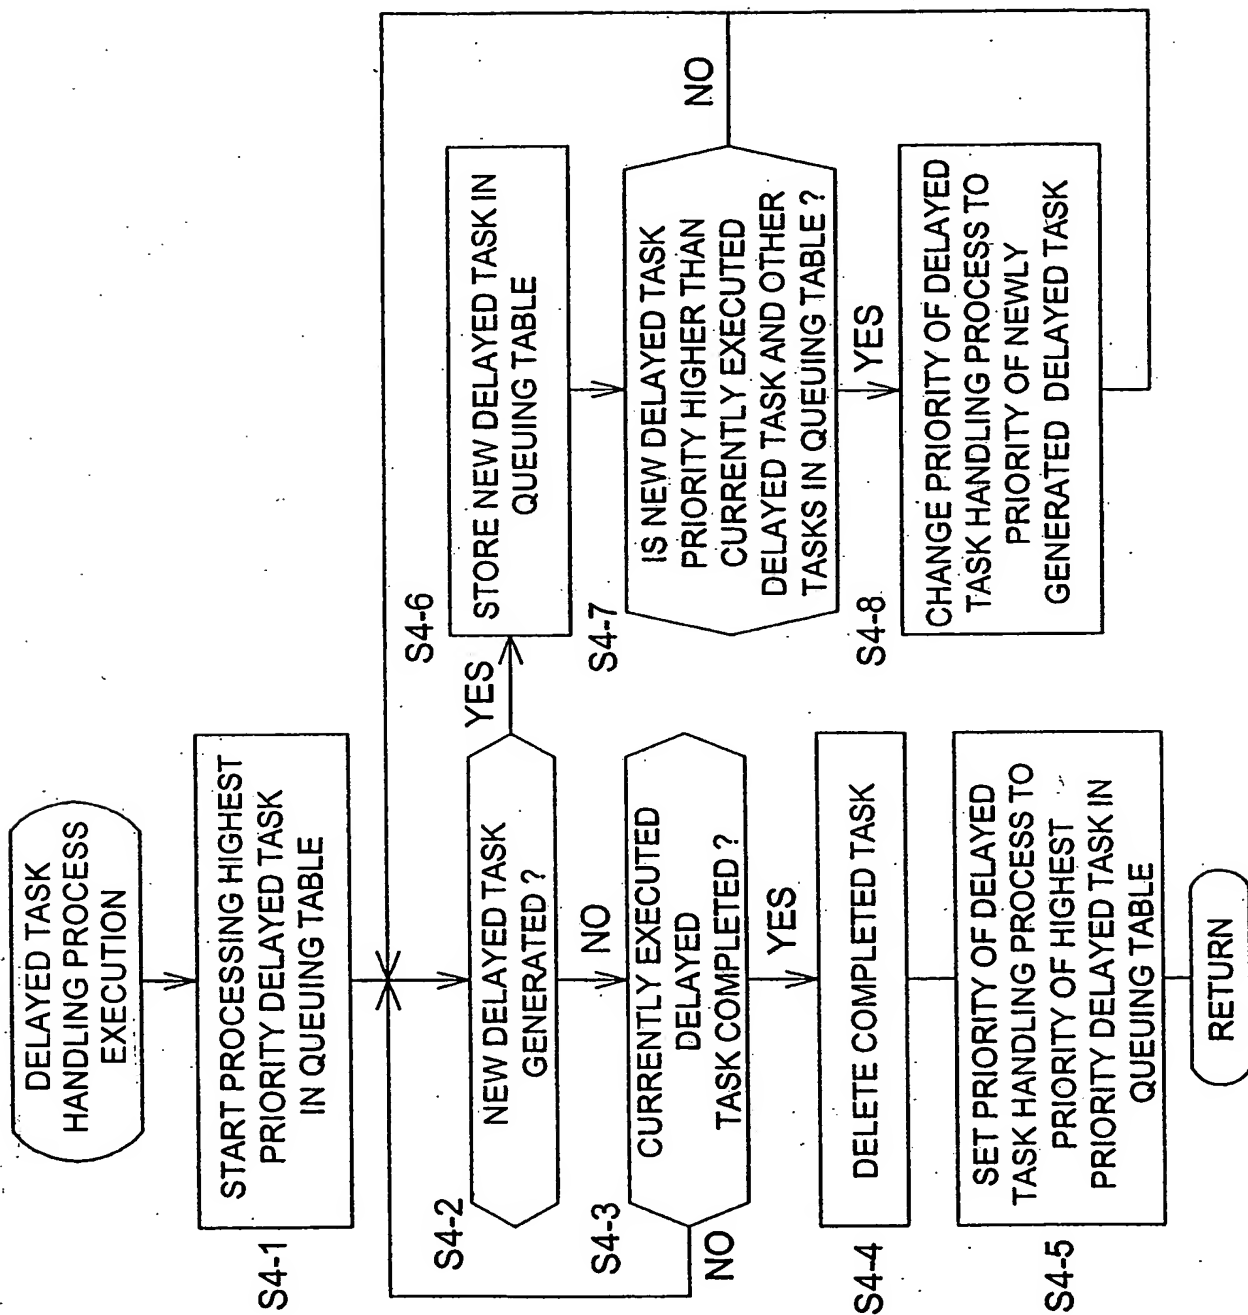 DELAYED TASK
HANDLING PROCESS
EXECUTION
S4-1
START PROCESSING HIGHEST
PRIORITY DELAYED TASK
IN QUEUING TABLE
S4-2
NEW DELAYED TASK
GENERATED ?
YES
NO
S4-3
CURRENTLY EXECUTED
DELAYED
TASK COMPLETED ?
NO
YES
S4-4
DELETE COMPLETED TASK
S4-5
SET PRIORITY OF DELAYED
TASK HANDLING PROCESS TO
PRIORITY OF HIGHEST
PRIORITY DELAYED TASK IN
QUEUING TABLE
RETURN
S4-6
STORE NEW DELAYED TASK IN
QUEUING TABLE
S4-7
IS NEW DELAYED TASK
PRIORITY HIGHER THAN
CURRENTLY EXECUTED
DELAYED TASK AND OTHER
TASKS IN QUEUING TABLE ?
NO
YES
S4-8
CHANGE PRIORITY OF DELAYED
TASK HANDLING PROCESS TO
PRIORITY OF NEWLY
GENERATED DELAYED TASK